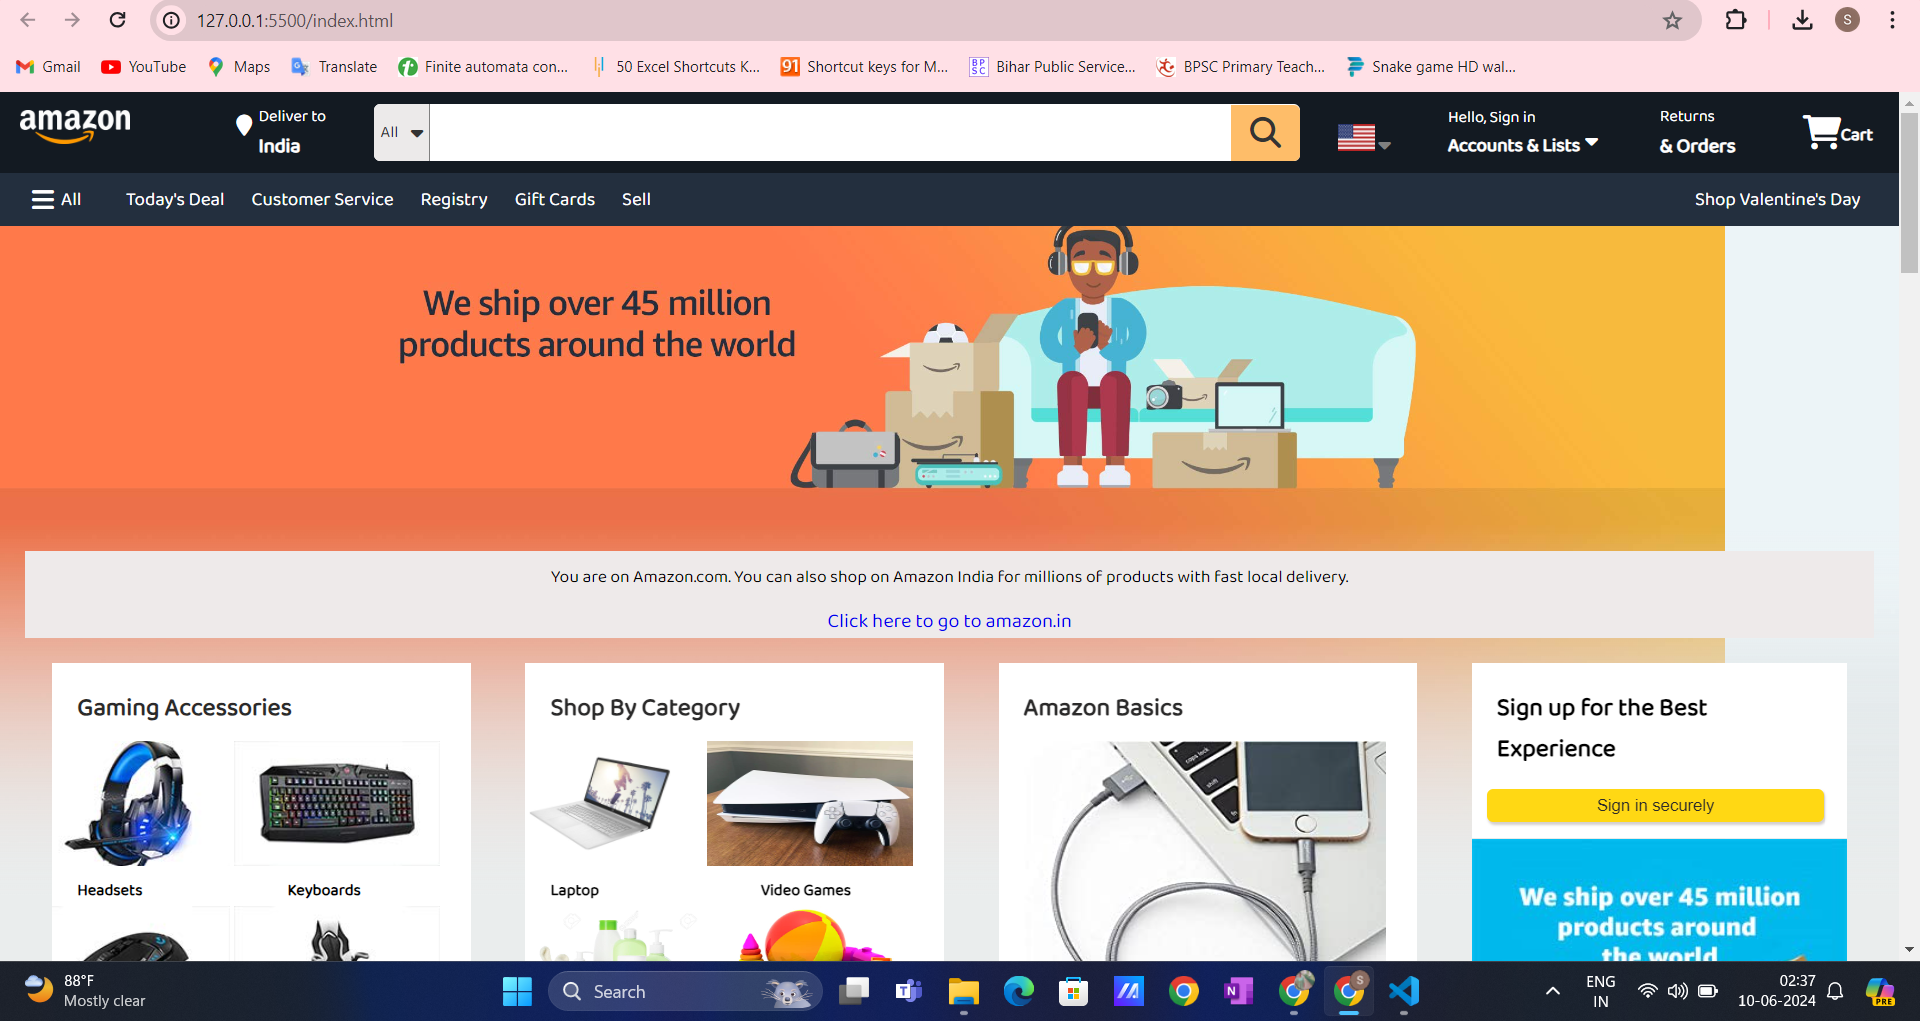 127.0.0.1:5500/index.html
S
Gmail YouTube Maps Translate Finite automata con... 50 Excel Shortcuts K... 91 Shortcut keys for M... BPSC Bihar Public Service... BPSC Primary Teach... Snake game HD wal...
amazon
Deliver to
India
All
Hello, Sign in
Accounts & Lists
Returns
& Orders
Cart
All Today's Deal Customer Service Registry Gift Cards Sell Shop Valentine's Day
We ship over 45 million
products around the world
You are on Amazon.com. You can also shop on Amazon India for millions of products with fast local delivery.
Click here to go to amazon.in
Gaming Accessories
Headsets Keyboards
Shop By Category
Laptop Video Games
Amazon Basics
caps lock
shift
Sign up for the Best
Experience
Sign in securely
We ship over 45 million
products around
the world
88°F
Mostly clear
Search
ENG
IN
02:37
10-06-2024
PRE